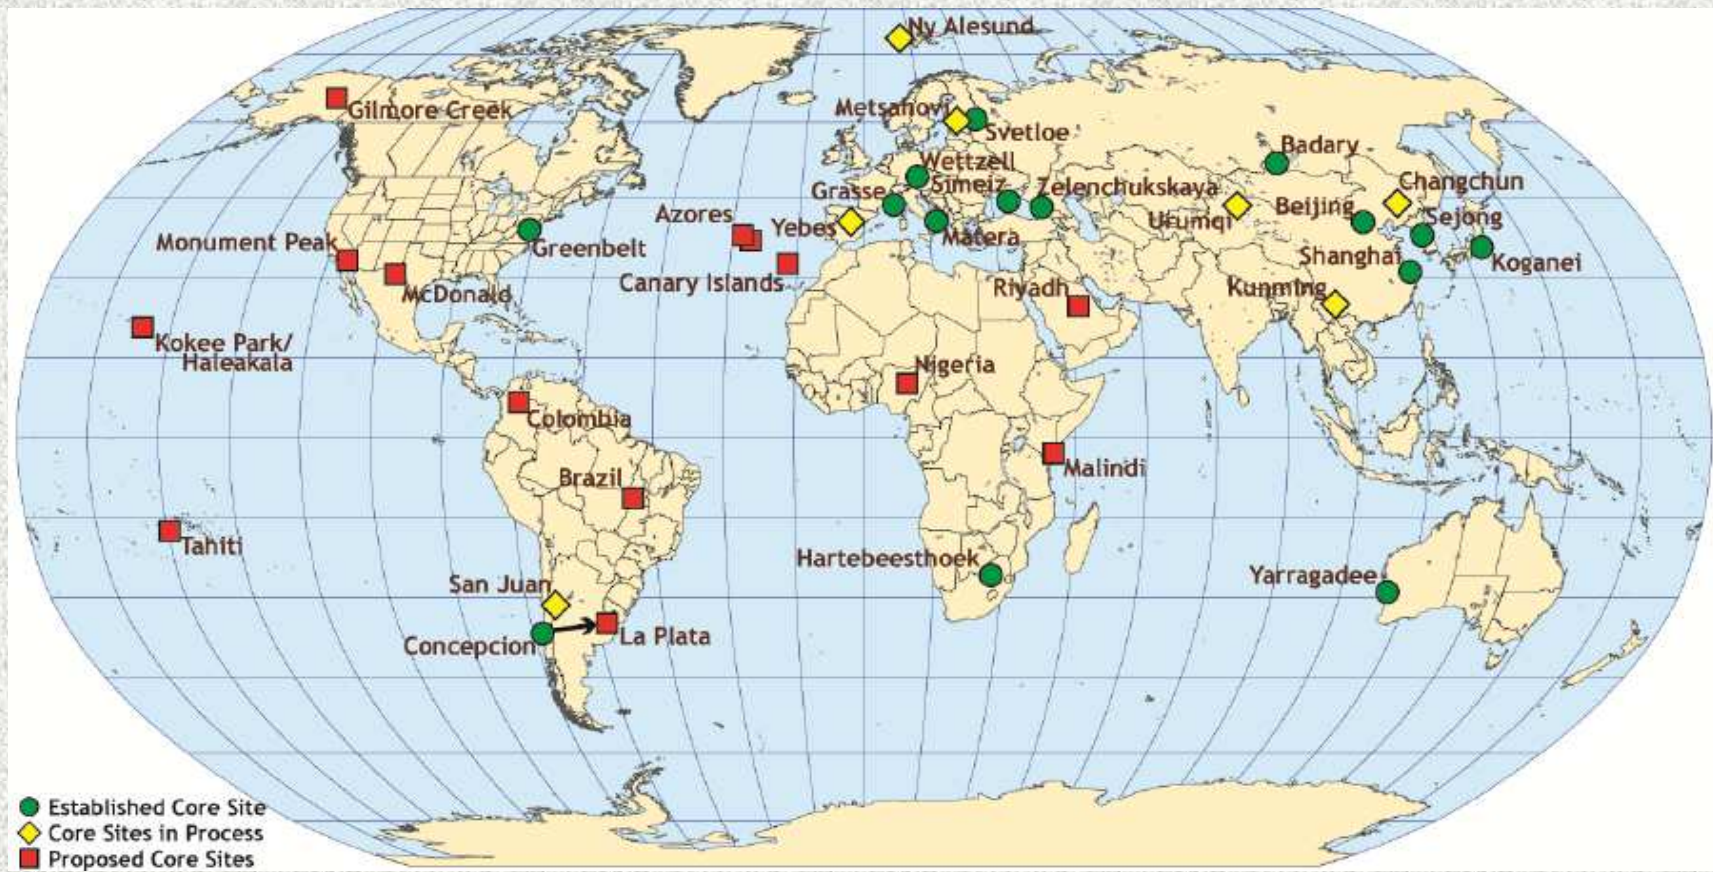 Ny Alesund
Gilmore Creek
Metsahovi
Svetloe
Badary
Wettzell
Grasse
Simeiz
Zelenchukskaya
Changchun
Azores
Yebes
Urumqi
Beijing
Sejong
Monument Peak
Greenbelt
Matera
Shanghai
Koganei
McDonald
Canary Islands
Riyadh
Kunming
Kokee Park/
Haleakala
Nigeria
Colombia
Malindi
Brazil
Tahiti
Hartebeesthoek
Yarragadee
San Juan
Concepcion
La Plata
Established Core Site
Core Sites in Process
Proposed Core Sites